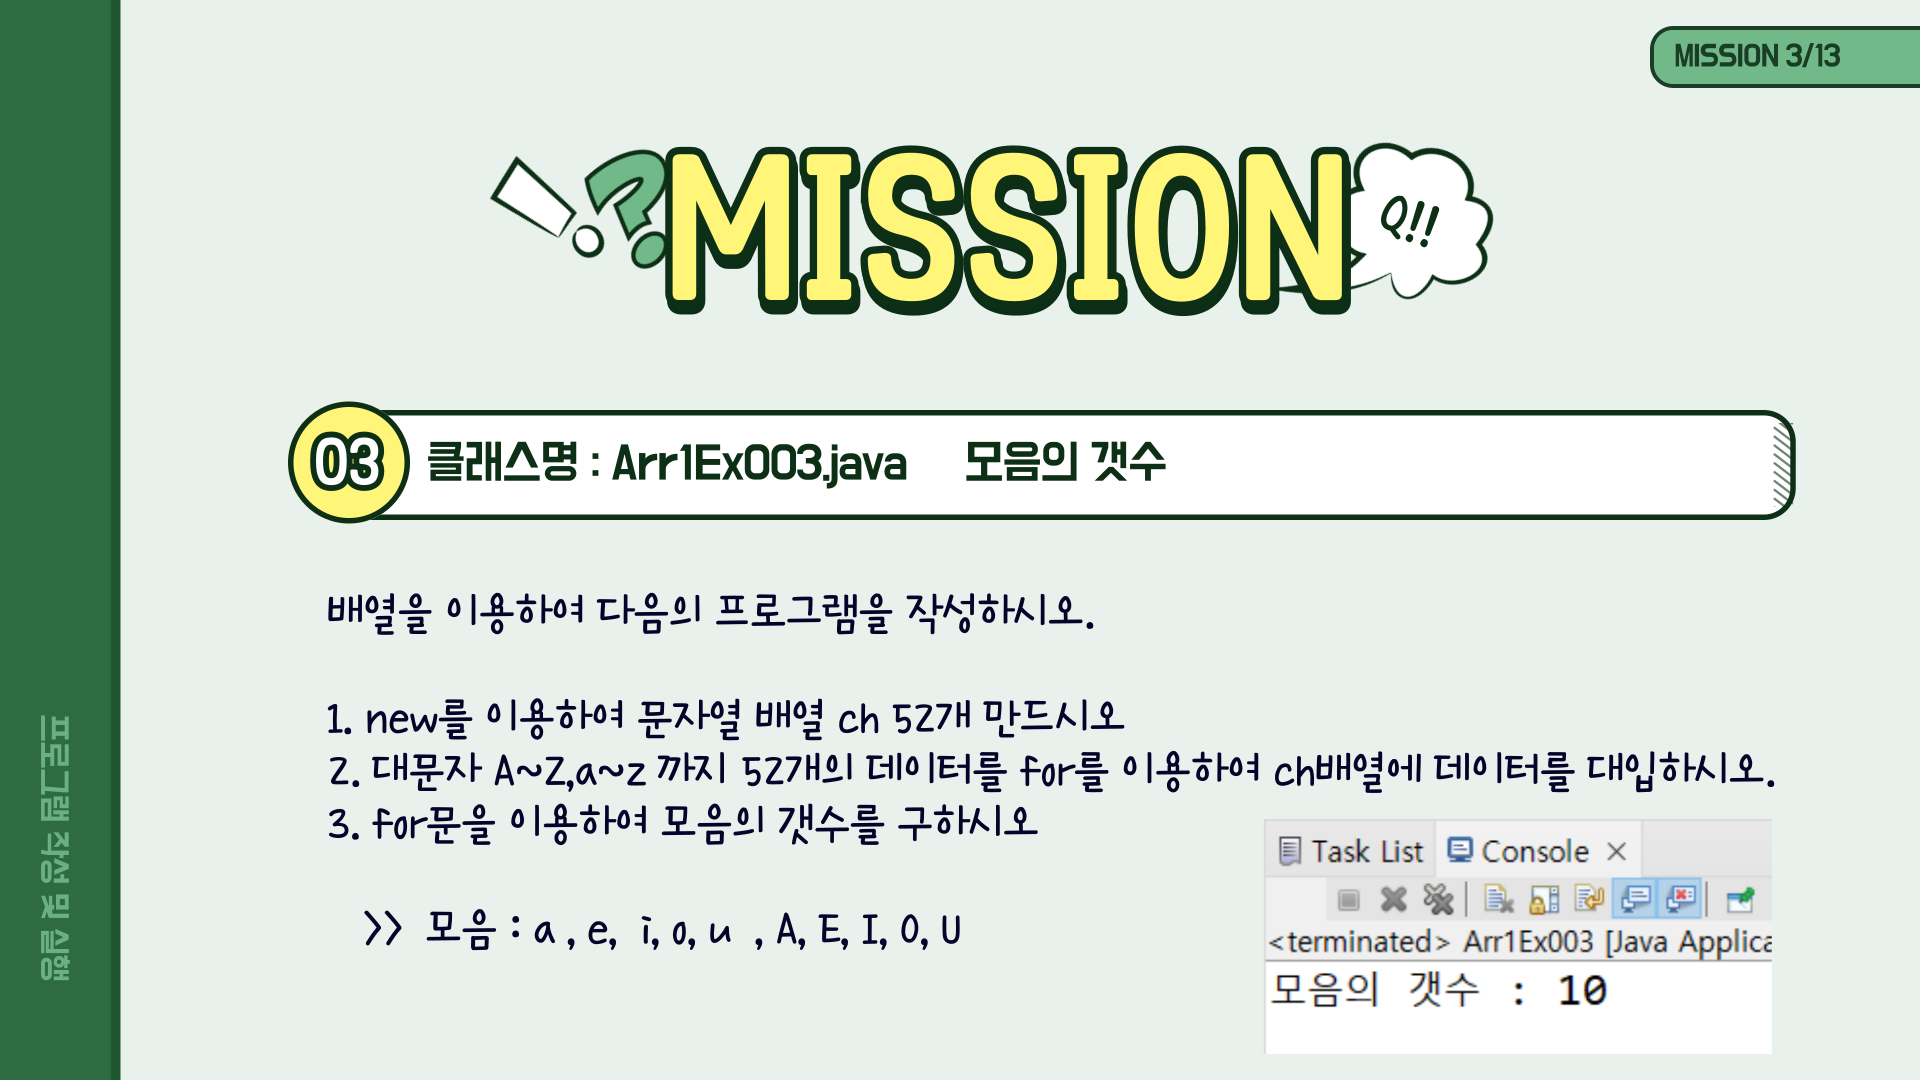 MISSION 3/13
!?MISSION
Q!!
03 클래스명 : Arr1Ex003.java 모음의 갯수
배열을 이용하여 다음의 프로그램을 작성하시오.
1. new를 이용하여 문자열 배열 ch 52개 만드시오
2. 대문자 A~Z,a~z 까지 52개의 데이터를 for를 이용하여 ch배열에 데이터를 대입하시오.
3. for문을 이용하여 모음의 갯수를 구하시오
>> 모음 : a , e, i, o, u , A, E, I, O, U
Task List Console
<terminated> Arr1Ex003 [Java Applica
모음의 갯수 : 10
프로그램 작성 및 실행